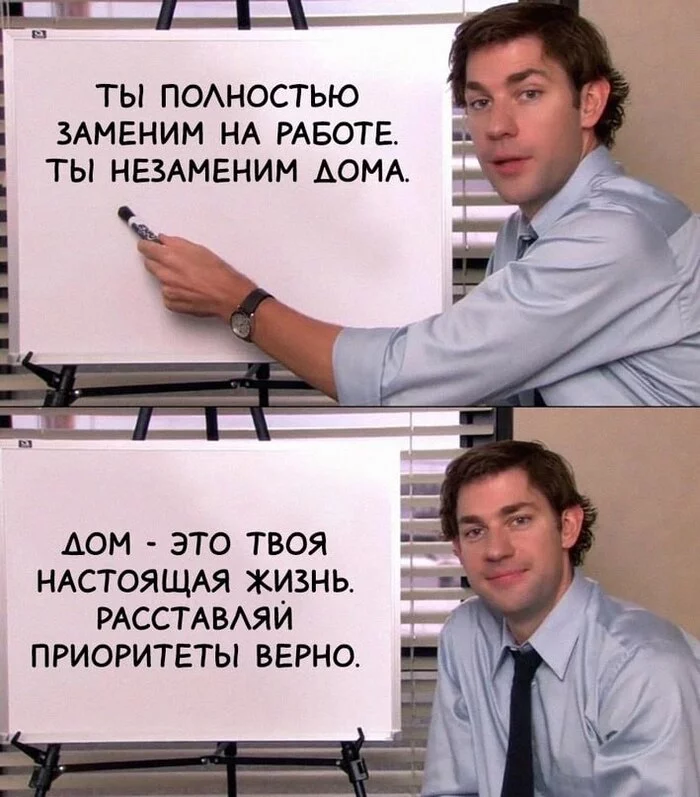 ТЫ ПОЛНОСТЬЮ
ЗАМЕНИМ НА РАБОТЕ.
ТЫ НЕЗАМЕНИМ ДОМА.
ДОМ - ЭТО ТВОЯ
НАСТОЯЩАЯ ЖИЗНЬ.
РАССТАВЛЯЙ
ПРИОРИТЕТЫ ВЕРНО.